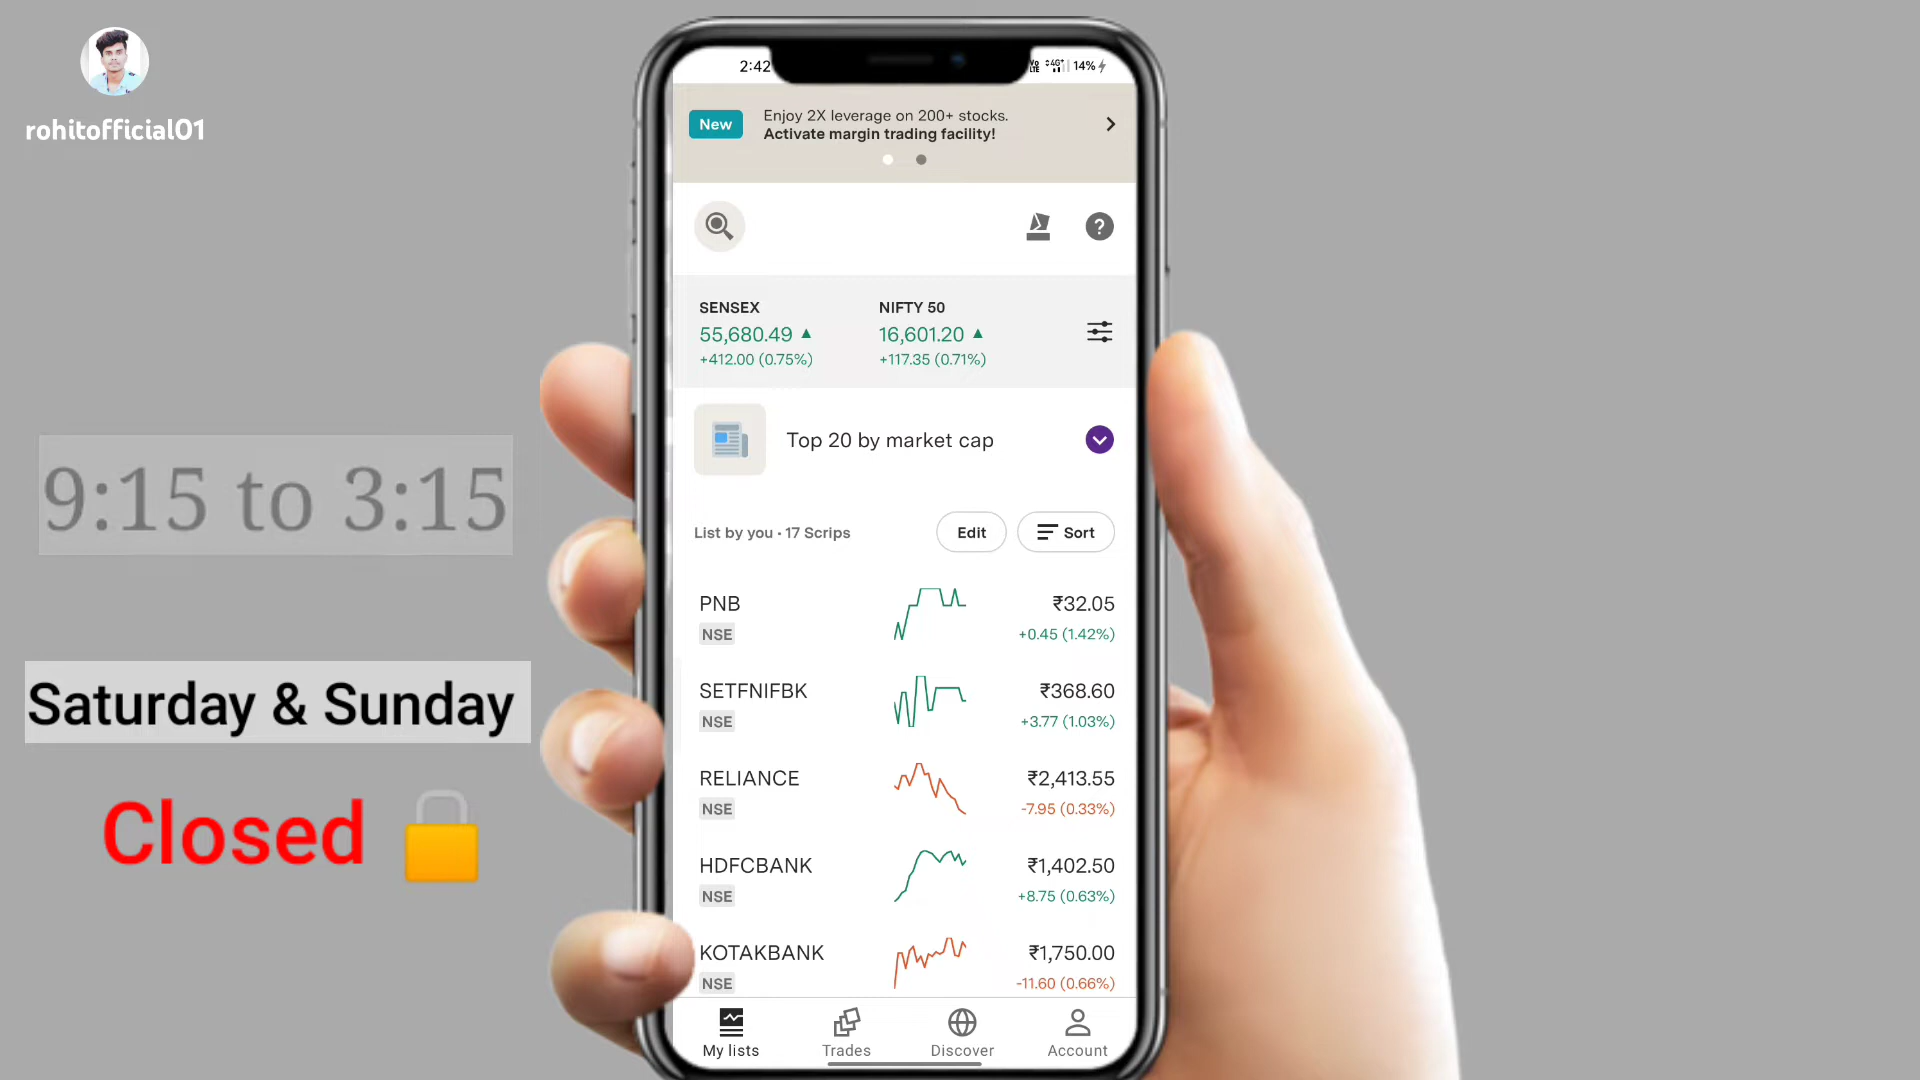 rohitofficial01
9:15 to 3:15
Saturday & Sunday
Closed
2:42
Vo LTE 4G+ 14%
New
Enjoy 2X leverage on 200+ stocks.
Activate margin trading facility!
?
SENSEX
NIFTY 50
55,680.49 ▲
16,601.20 ▲
+412.00 (0.75%)
+117.35 (0.71%)
Top 20 by market cap
List by you • 17 Scrips
Edit
Sort
PNB
₹32.05
NSE
+0.45 (1.42%)
SETFNIFBK
₹368.60
NSE
+3.77 (1.03%)
RELIANCE
₹2,413.55
NSE
-7.95 (0.33%)
HDFCBANK
₹1,402.50
NSE
+8.75 (0.63%)
KOTAKBANK
₹1,750.00
NSE
-11.60 (0.66%)
My lists
Trades
Discover
Account